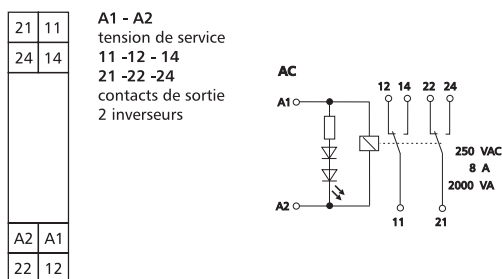 21 11
24 14
A2 A1
22 12
A1 - A2
tension de service
11 -12 - 14
21 -22 -24
contacts de sortie
2 inverseurs
AC
12 14 22 24
A1
250 VAC
8 A
2000 VA
A2
11 21